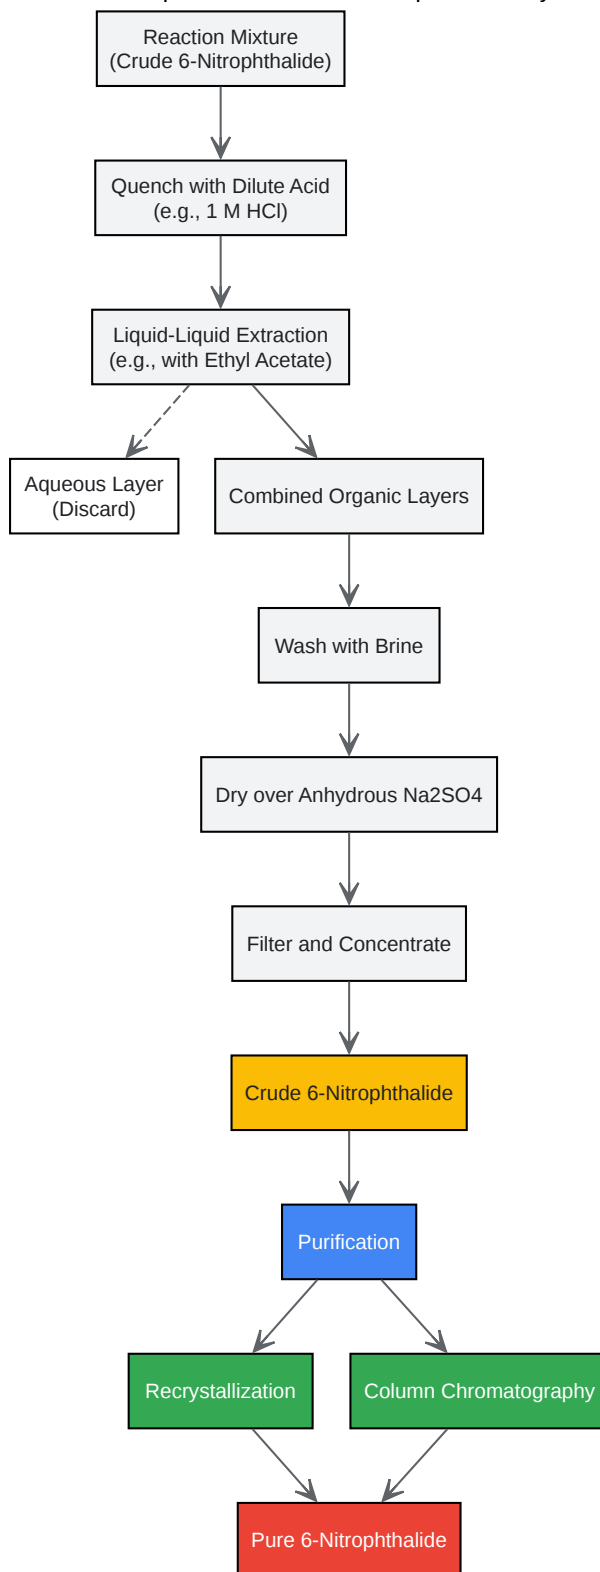 Reaction Mixture
(Crude 6-Nitrophthalide)
Quench with Dilute Acid
(e.g., 1 M HCl)
Liquid-Liquid Extraction
(e.g., with Ethyl Acetate)
Aqueous Layer
(Discard)
Combined Organic Layers
Wash with Brine
Dry over Anhydrous Na2SO4
Filter and Concentrate
Crude 6-Nitrophthalide
Purification
Recrystallization
Column Chromatography
Pure 6-Nitrophthalide